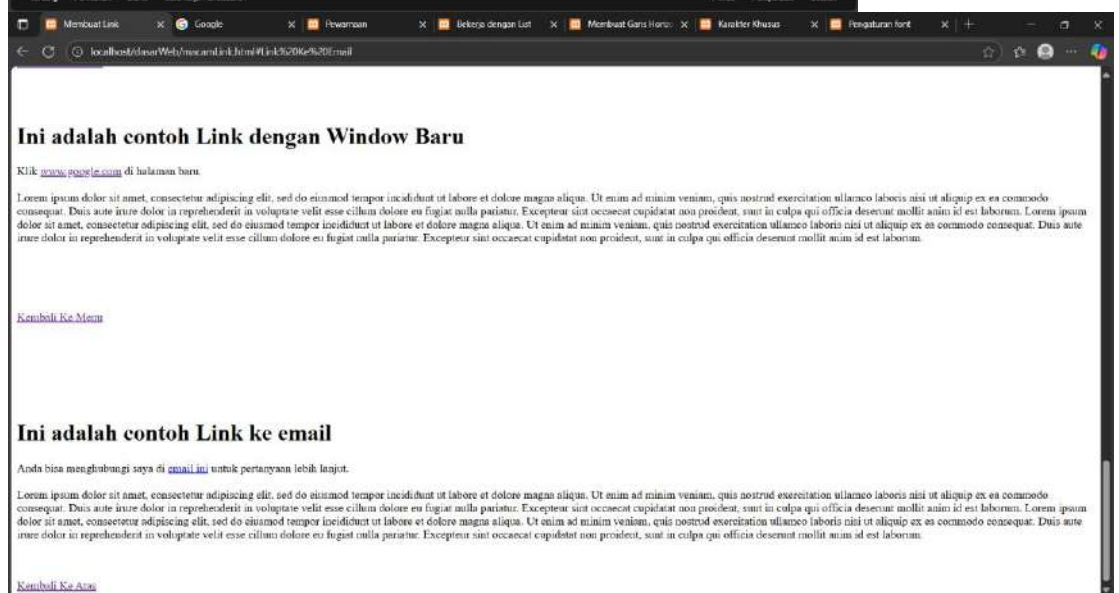 Membuat Link
Google
Pewarnaan
Bekerja dengan List
Membuat Garis Horizo
Karakter Khusus
Pengaturan font
localhost/dasarWeb/macamLink.html#Link%20Ke%20Email
Ini adalah contoh Link dengan Window Baru
Klik www.google.com di halaman baru
Lorem ipsum dolor sit amet, consectetur adipiscing elit, sed do eiusmod tempor incididunt ut labore et dolore magna aliqua. Ut enim ad minim veniam, quis nostrud exercitation ullamco laboris nisi ut aliquip ex ea commodo
consequat. Duis aute irure dolor in reprehenderit in voluptate velit esse cillum dolore eu fugiat nulla pariatur. Excepteur sint occaecat cupidatat non proident, sunt in culpa qui officia deserunt mollit anim id est laborum. Lorem ipsum
dolor sit amet, consectetur adipiscing elit, sed do eiusmod tempor incididunt ut labore et dolore magna aliqua. Ut enim ad minim veniam, quis nostrud exercitation ullamco laboris nisi ut aliquip ex ea commodo consequat. Duis aute
irure dolor in reprehenderit in voluptate velit esse cillum dolore eu fugiat nulla pariatur. Excepteur sint occaecat cupidatat non proident, sunt in culpa qui officia deserunt mollit anim id est laborum.
Kembali Ke Menu
Ini adalah contoh Link ke email
Anda bisa menghubungi saya di email ini untuk pertanyaan lebih lanjut.
Lorem ipsum dolor sit amet, consectetur adipiscing elit, sed do eiusmod tempor incididunt ut labore et dolore magna aliqua. Ut enim ad minim veniam, quis nostrud exercitation ullamco laboris nisi ut aliquip ex ea commodo
consequat. Duis aute irure dolor in reprehenderit in voluptate velit esse cillum dolore eu fugiat nulla pariatur. Excepteur sint occaecat cupidatat non proident, sunt in culpa qui officia deserunt mollit anim id est laborum. Lorem ipsum
dolor sit amet, consectetur adipiscing elit, sed do eiusmod tempor incididunt ut labore et dolore magna aliqua. Ut enim ad minim veniam, quis nostrud exercitation ullamco laboris nisi ut aliquip ex ea commodo consequat. Duis aute
irure dolor in reprehenderit in voluptate velit esse cillum dolore eu fugiat nulla pariatur. Excepteur sint occaecat cupidatat non proident, sunt in culpa qui officia deserunt mollit anim id est laborum.
Kembali Ke Atas